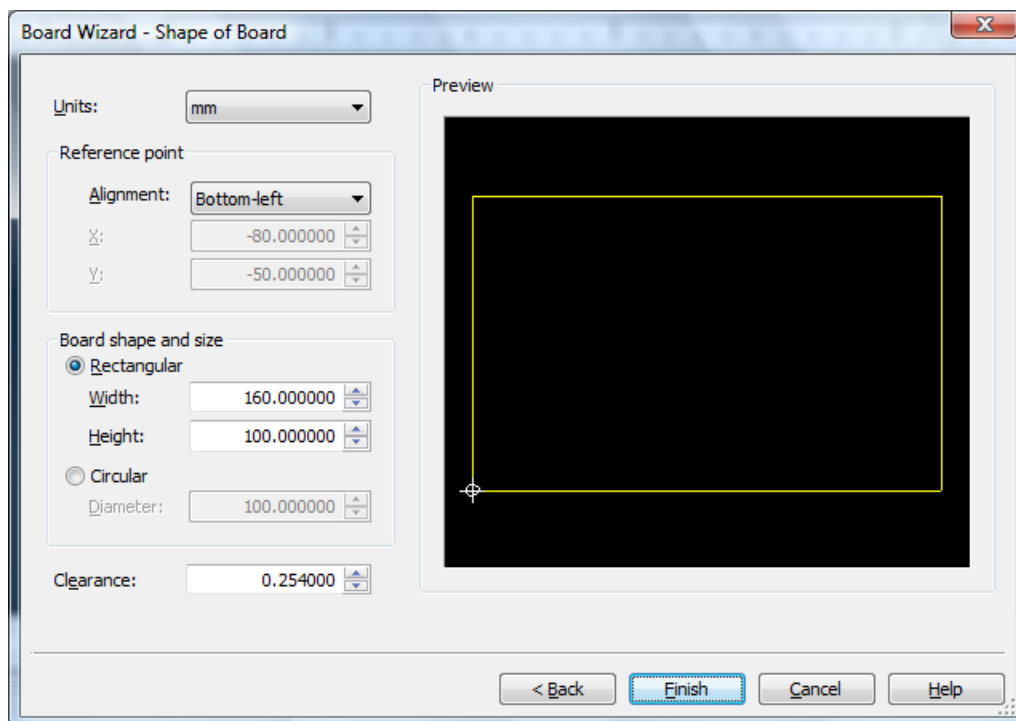 Board Wizard - Shape of Board
Units: mm
Reference point
Alignment: Bottom-left
X: -80.000000
Y: -50.000000
Board shape and size
Rectangular
Width: 160.000000
Height: 100.000000
Circular
Diameter: 100.000000
Clearance: 0.254000
Preview
< Back Finish Cancel Help